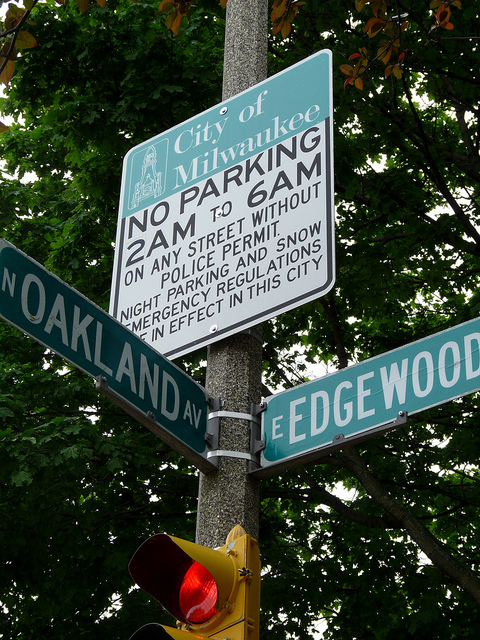 City of
Milwaukee
NO PARKING
2AM TO 6AM
ON ANY STREET WITHOUT
POLICE PERMIT
NIGHT PARKING AND SNOW
EMERGENCY REGULATIONS
IN EFFECT IN THIS CITY
N OAKLAND AV
E EDGEWOOD